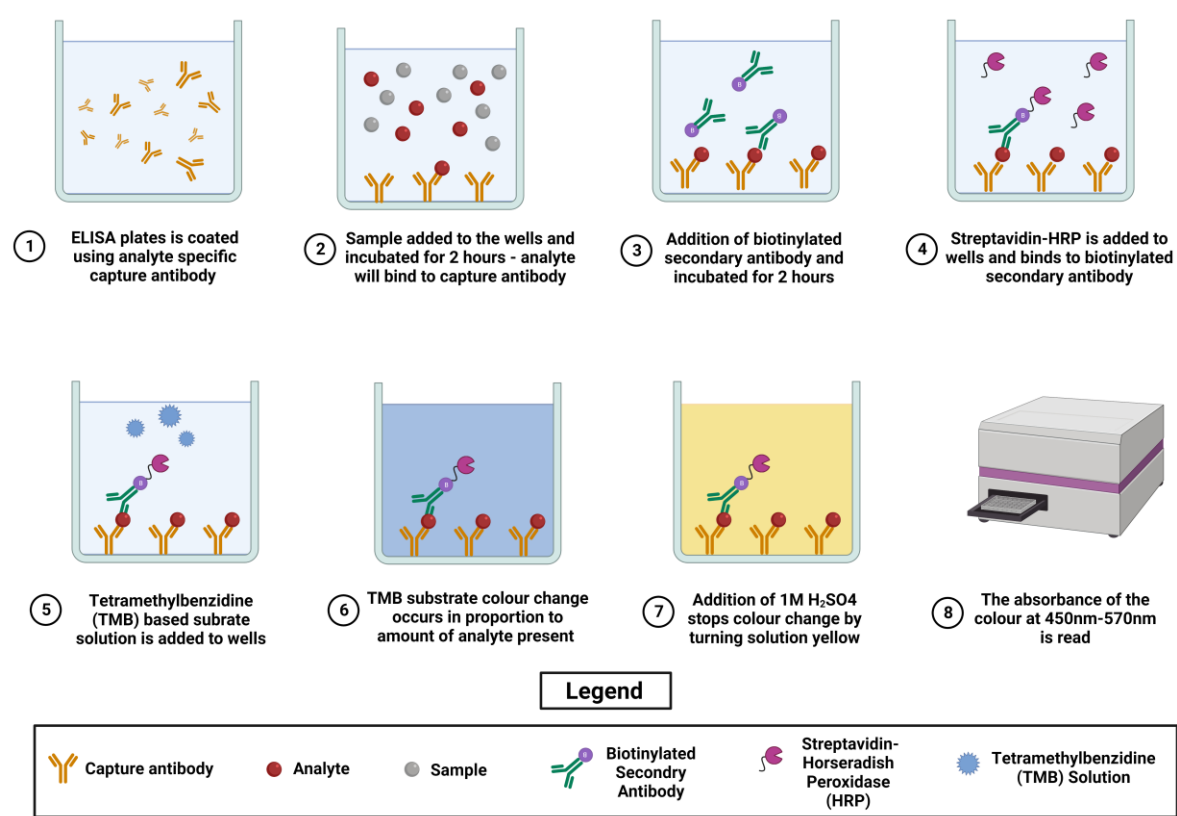 1
ELISA plates is coated
using analyte specific
capture antibody
2
Sample added to the wells and
incubated for 2 hours - analyte
will bind to capture antibody
3
Addition of biotinylated
secondary antibody and
incubated for 2 hours
4
Streptavidin-HRP is added to
wells and binds to biotinylated
secondary antibody
5
Tetramethylbenzidine
(TMB) based subrate
solution is added to wells
6
TMB substrate colour change
occurs in proportion to
amount of analyte present
7
Addition of 1M H₂SO4
stops colour change by
turning solution yellow
8
The absorbance of the
colour at 450nm-570nm
is read
Legend
Capture antibody
Analyte
Sample
B
Biotinylated
Secondry
Antibody
Streptavidin-
Horseradish
Peroxidase
(HRP)
Tetramethylbenzidine
(TMB) Solution